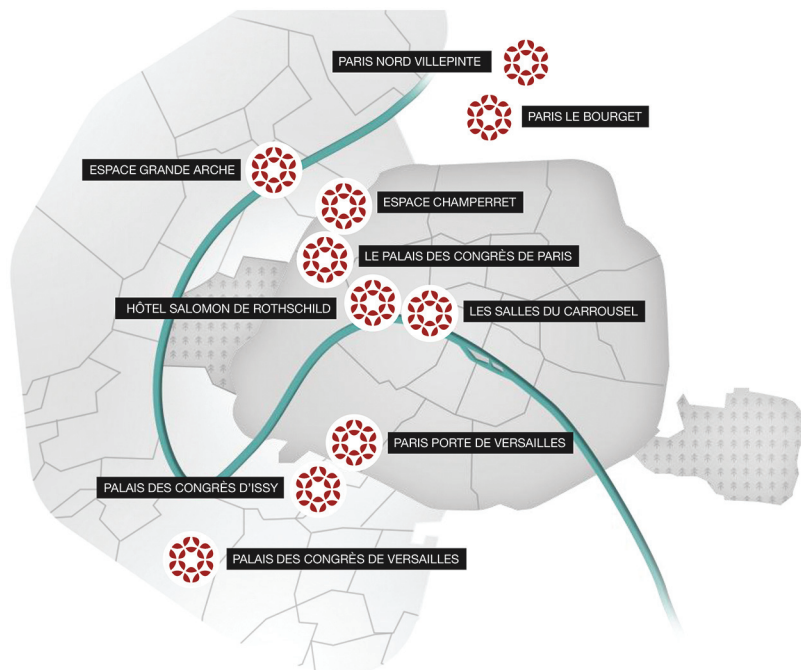 PARIS NORD VILLEPINTE
PARIS LE BOURGET
ESPACE GRANDE ARCHE
ESPACE CHAMPERRET
LE PALAIS DES CONGRÈS DE PARIS
HÔTEL SALOMON DE ROTHSCHILD
LES SALLES DU CARROUSEL
PARIS PORTE DE VERSAILLES
PALAIS DES CONGRÈS D'ISSY
PALAIS DES CONGRÈS DE VERSAILLES